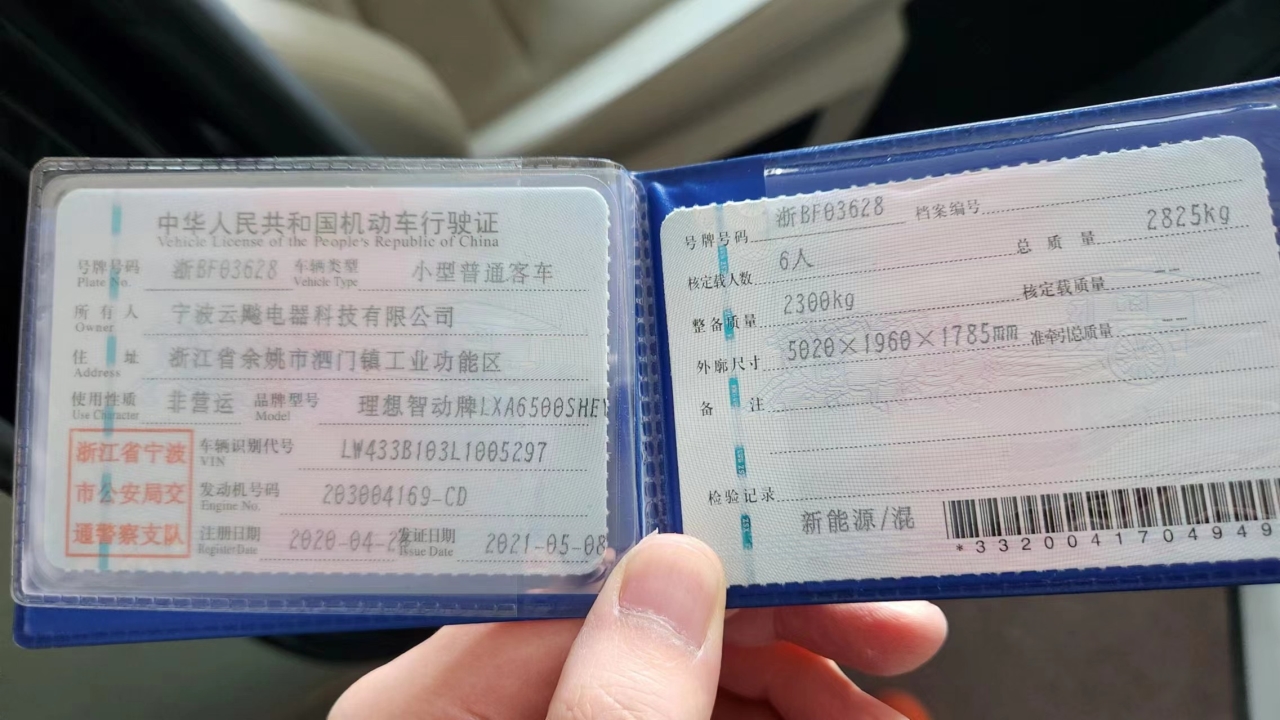 中华人民共和国机动车行驶证
Vehicle License of the People's Republic of China
号牌号码 浙BF03628 车辆类型 小型普通客车
Plate No. Vehicle Type
所有人 宁波云飚电器科技有限公司
Owner
住址 浙江省余姚市泗门镇工业功能区
Address
使用性质 非营运 品牌型号 理想智动牌LXA6500SHE
Use Character Model
浙江省宁波
市公安局交
通警察支队
车辆识别代号 LW433B103L1005297
VIN
发动机号码 203004169-CD
Engine No.
注册日期 2020-04-2 发证日期 2021-05-08
Register Date Issue Date
号牌号码 浙BF03628 档案编号
核定载人数 6人 总质量 2825kg
整备质量 2300kg 核定载质量 --
外廓尺寸 5020×1960×1785mm 准牵引总质量 --
备注
检验记录
新能源/混
*3320041704949